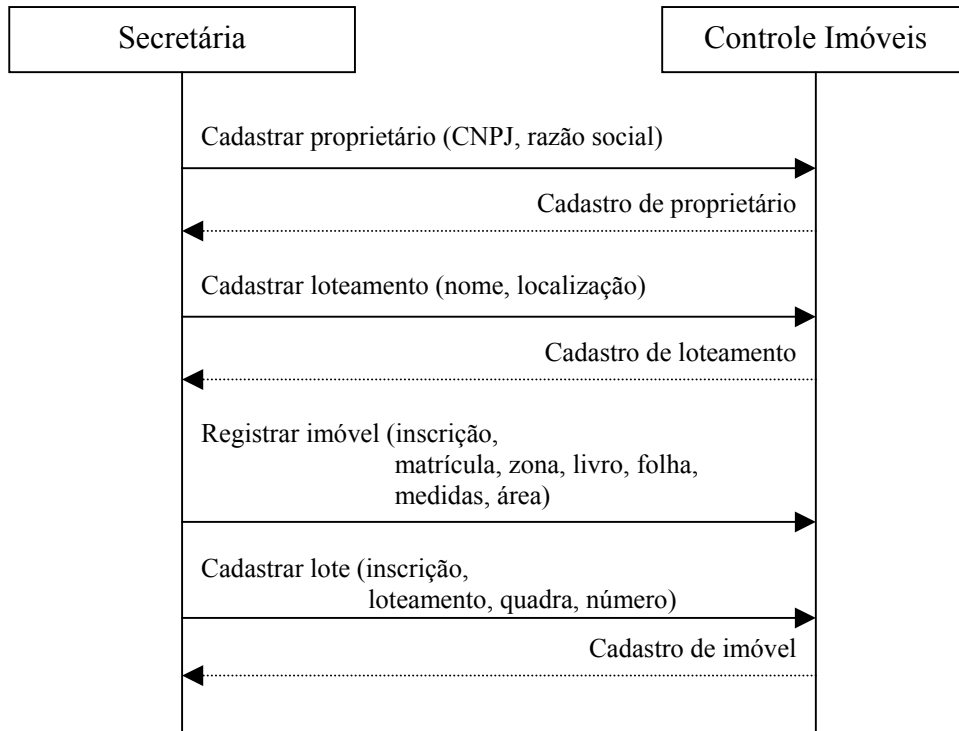 Secretária
Controle Imóveis
Cadastrar proprietário (CNPJ, razão social)
Cadastro de proprietário
Cadastrar loteamento (nome, localização)
Cadastro de loteamento
Registrar imóvel (inscrição,
matrícula, zona, livro, folha,
medidas, área)
Cadastrar lote (inscrição,
loteamento, quadra, número)
Cadastro de imóvel